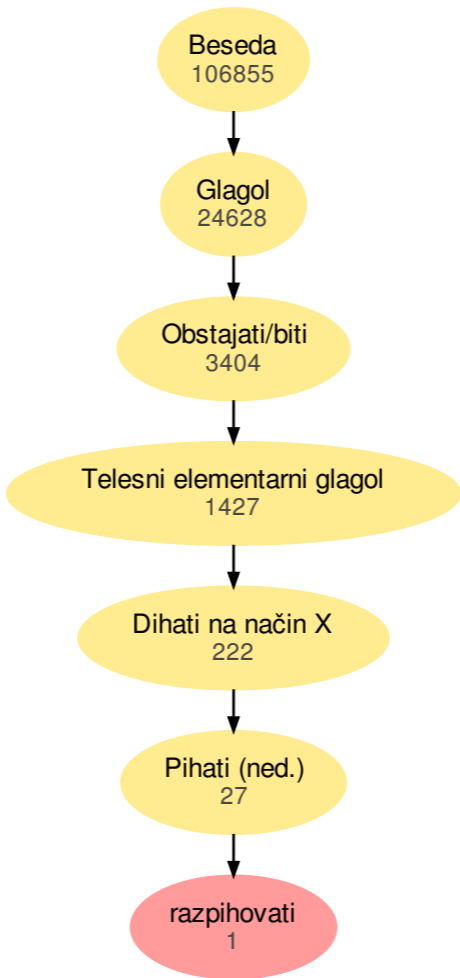 Beseda
106855
Glagol
24628
Obstajati/biti
3404
Telesni elementarni glagol
1427
Dihati na način X
222
Pihati (ned.)
27
razpihovati
1